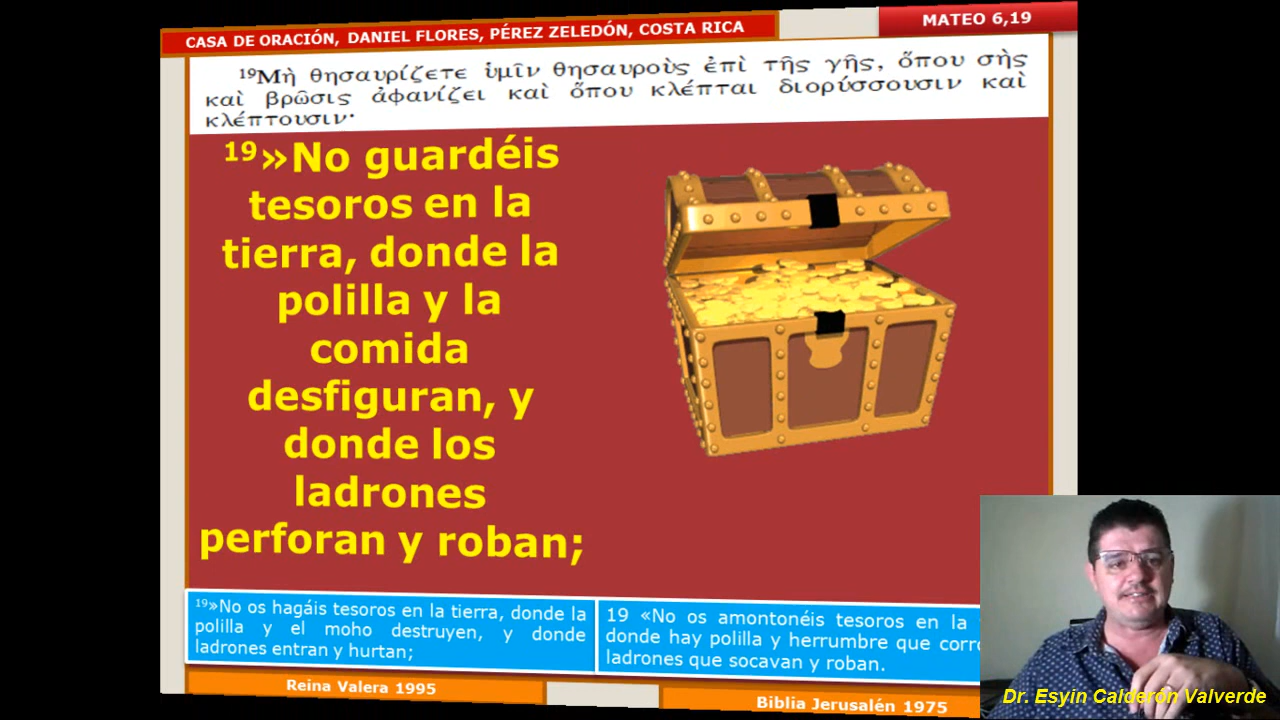 CASA DE ORACIÓN, DANIEL FLORES, PÉREZ ZELEDÓN, COSTA RICA
MATEO 6,19
¹⁹Μὴ θησαυρίζετε ὑμῖν θησαυροὺς ἐπὶ τῆς γῆς, ὅπου σὴς
καὶ βρῶσις ἀφανίζει καὶ ὅπου κλέπται διορύσσουσιν καὶ
κλέπτουσιν·
¹⁹»No guardéis
tesoros en la
tierra, donde la
polilla y la
comida
desfiguran, y
donde los
ladrones
perforan y roban;
¹⁹»No os hagáis tesoros en la tierra, donde la
polilla y el moho destruyen, y donde
ladrones entran y hurtan;
19 «No os amontonéis tesoros en la
donde hay polilla y herrumbre que
ladrones que socavan y roban.
Reina Valera 1995
Biblia Jerusalén 1975
Dr. Esyin Calderón Valverde